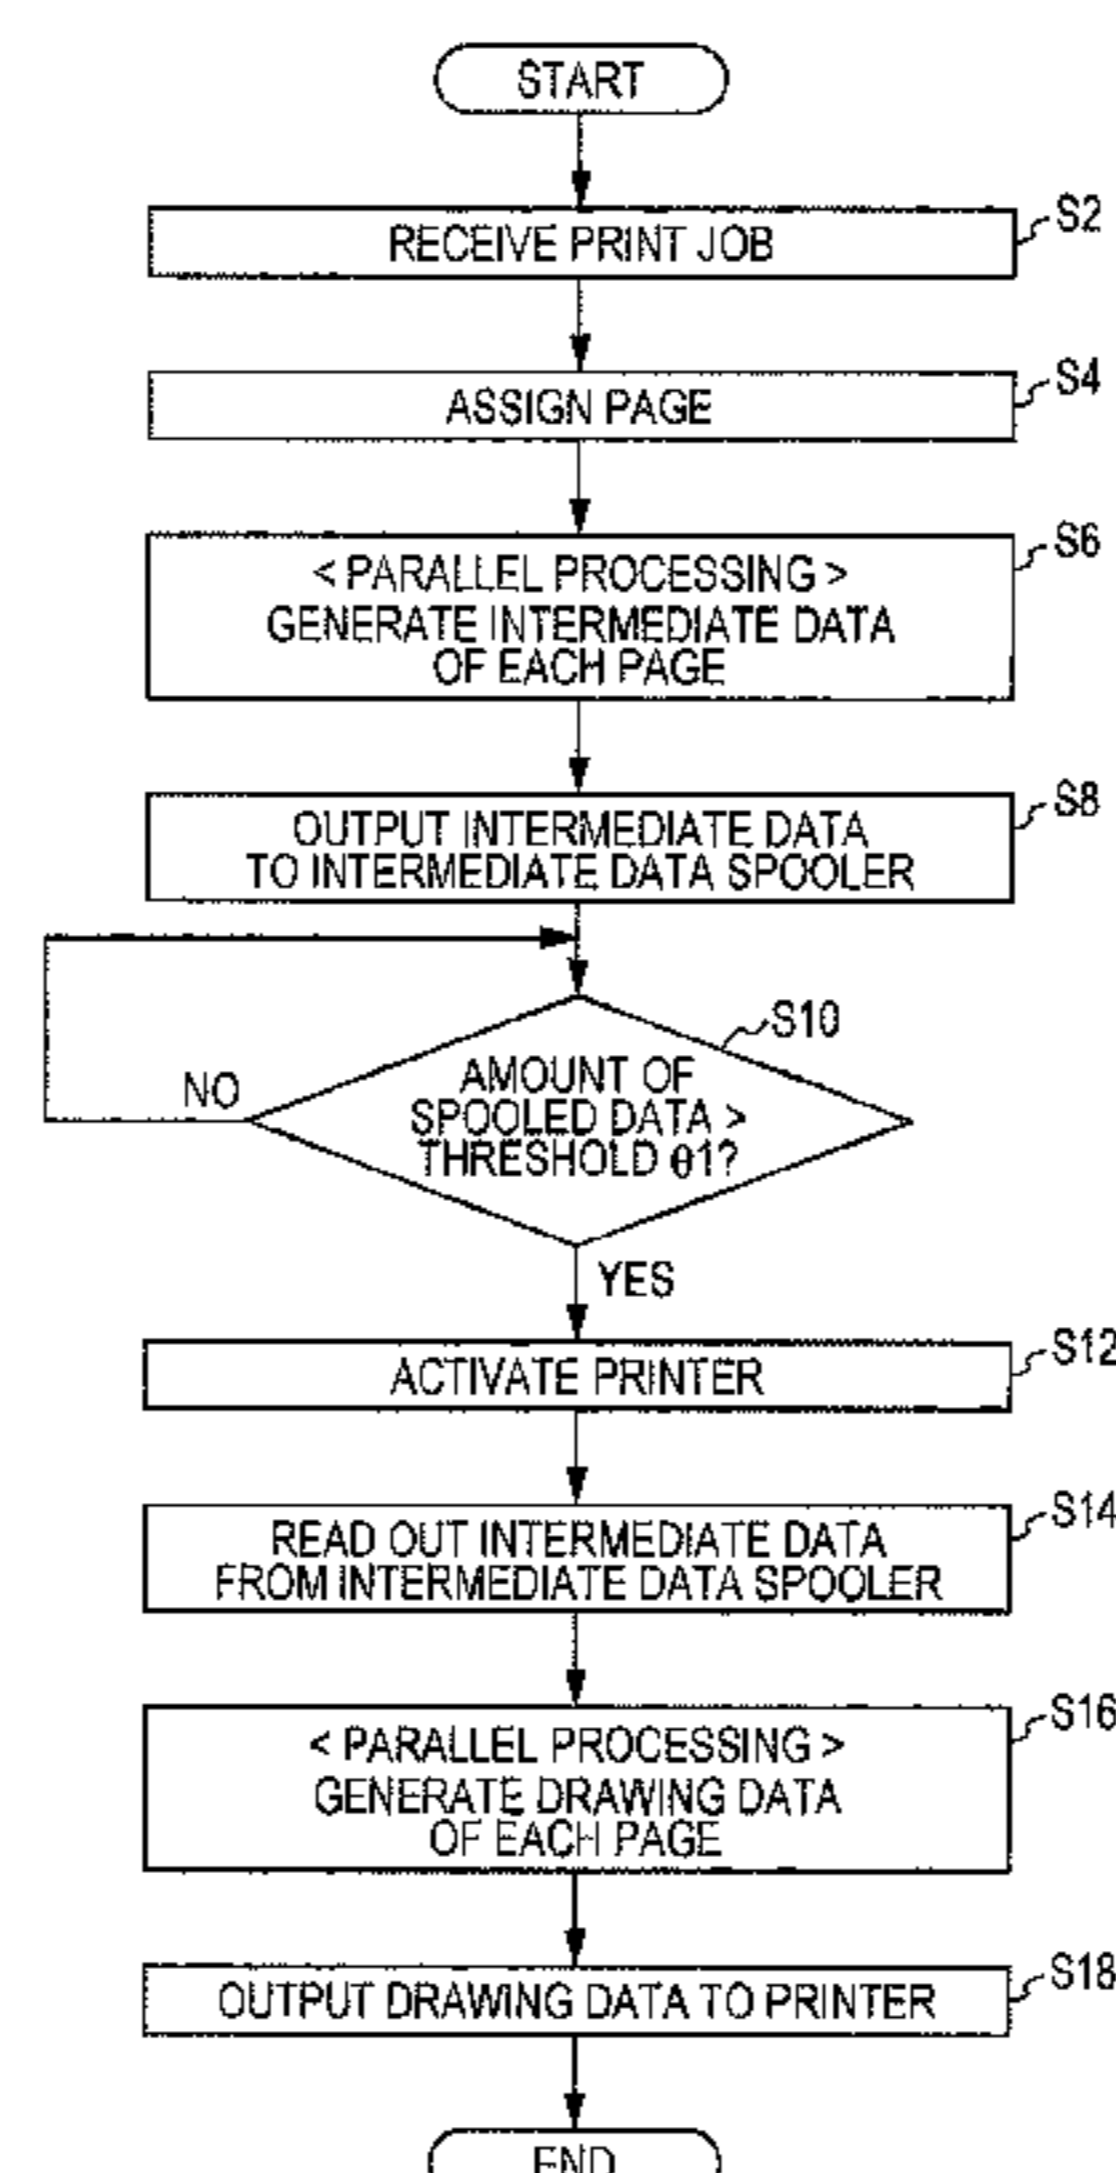 START
RECEIVE PRINT JOB
S2
ASSIGN PAGE
S4
< PARALLEL PROCESSING >
GENERATE INTERMEDIATE DATA
OF EACH PAGE
S6
OUTPUT INTERMEDIATE DATA
TO INTERMEDIATE DATA SPOOLER
S8
AMOUNT OF
SPOOLED DATA >
THRESHOLD θ1?
S10
NO
YES
ACTIVATE PRINTER
S12
READ OUT INTERMEDIATE DATA
FROM INTERMEDIATE DATA SPOOLER
S14
< PARALLEL PROCESSING >
GENERATE DRAWING DATA
OF EACH PAGE
S16
OUTPUT DRAWING DATA TO PRINTER
S18
END